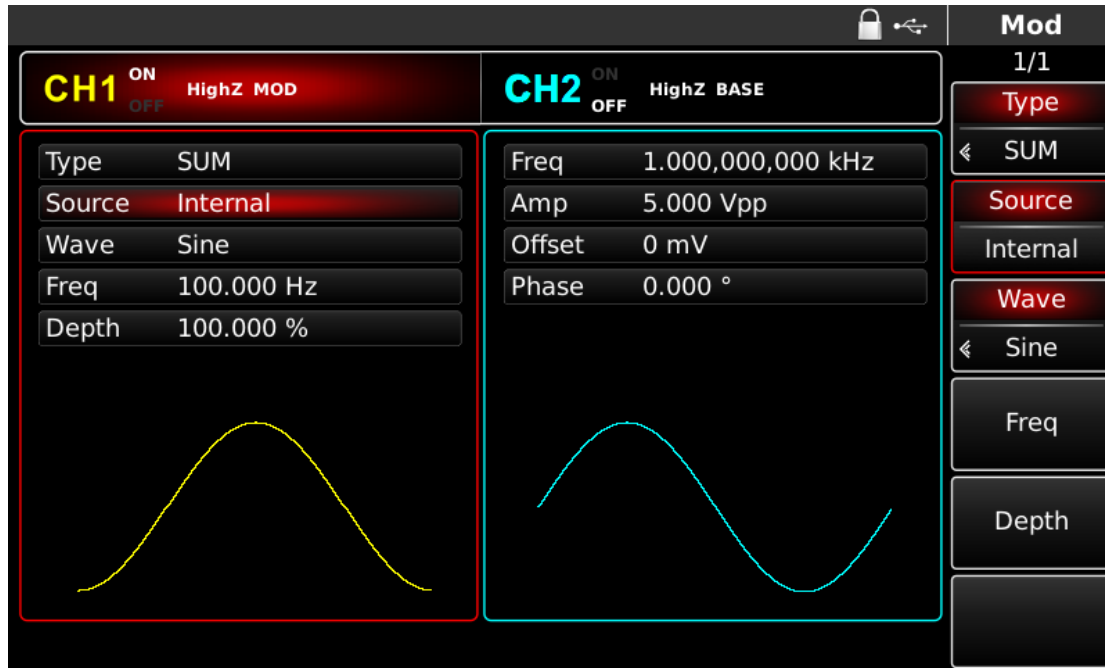 Mod
1/1
CH1 ON OFF HighZ MOD
CH2 ON OFF HighZ BASE
Type SUM
Source Internal
Wave Sine
Freq 100.000 Hz
Depth 100.000 %
Freq 1.000,000,000 kHz
Amp 5.000 Vpp
Offset 0 mV
Phase 0.000 °
Type
SUM
Source
Internal
Wave
Sine
Freq
Depth